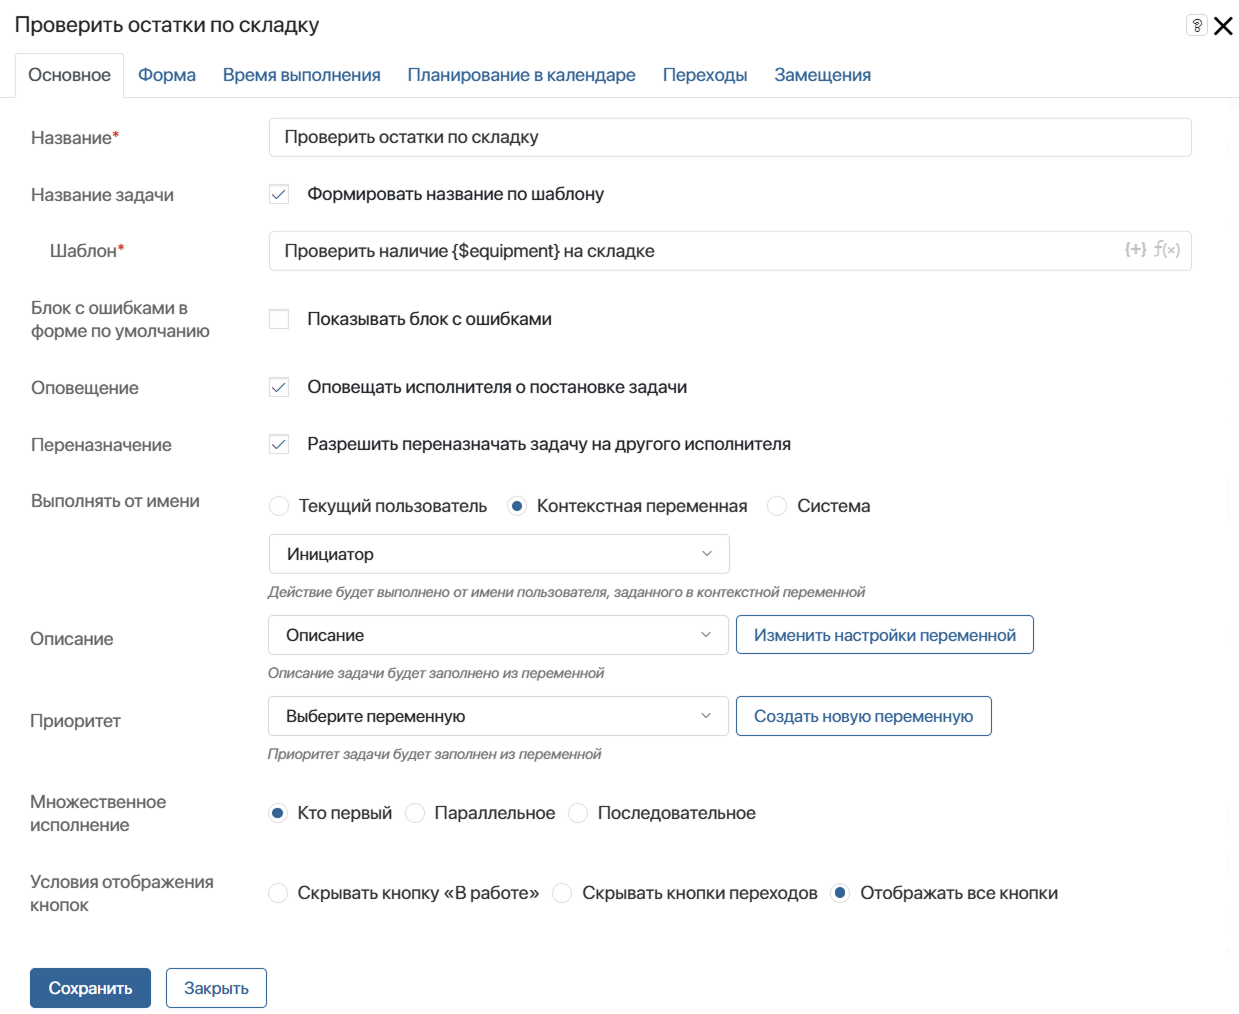 Проверить остатки по складку
?
Основное Форма Время выполнения Планирование в календаре Переходы Замещения
Название* Проверить остатки по складку
Название задачи Формировать название по шаблону
Шаблон* Проверить наличие {$equipment} на складке {+} f(x)
Блок с ошибками в
форме по умолчанию
Показывать блок с ошибками
Оповещение Оповещать исполнителя о постановке задачи
Переназначение Разрешить переназначать задачу на другого исполнителя
Выполнять от имени Текущий пользователь Контекстная переменная Система
Инициатор
Действие будет выполнено от имени пользователя, заданного в контекстной переменной
Описание Описание Изменить настройки переменной
Описание задачи будет заполнено из переменной
Приоритет Выберите переменную Создать новую переменную
Приоритет задачи будет заполнен из переменной
Множественное
исполнение
Кто первый Параллельное Последовательное
Условия отображения
кнопок
Скрывать кнопку «В работе» Скрывать кнопки переходов Отображать все кнопки
Сохранить Закрыть